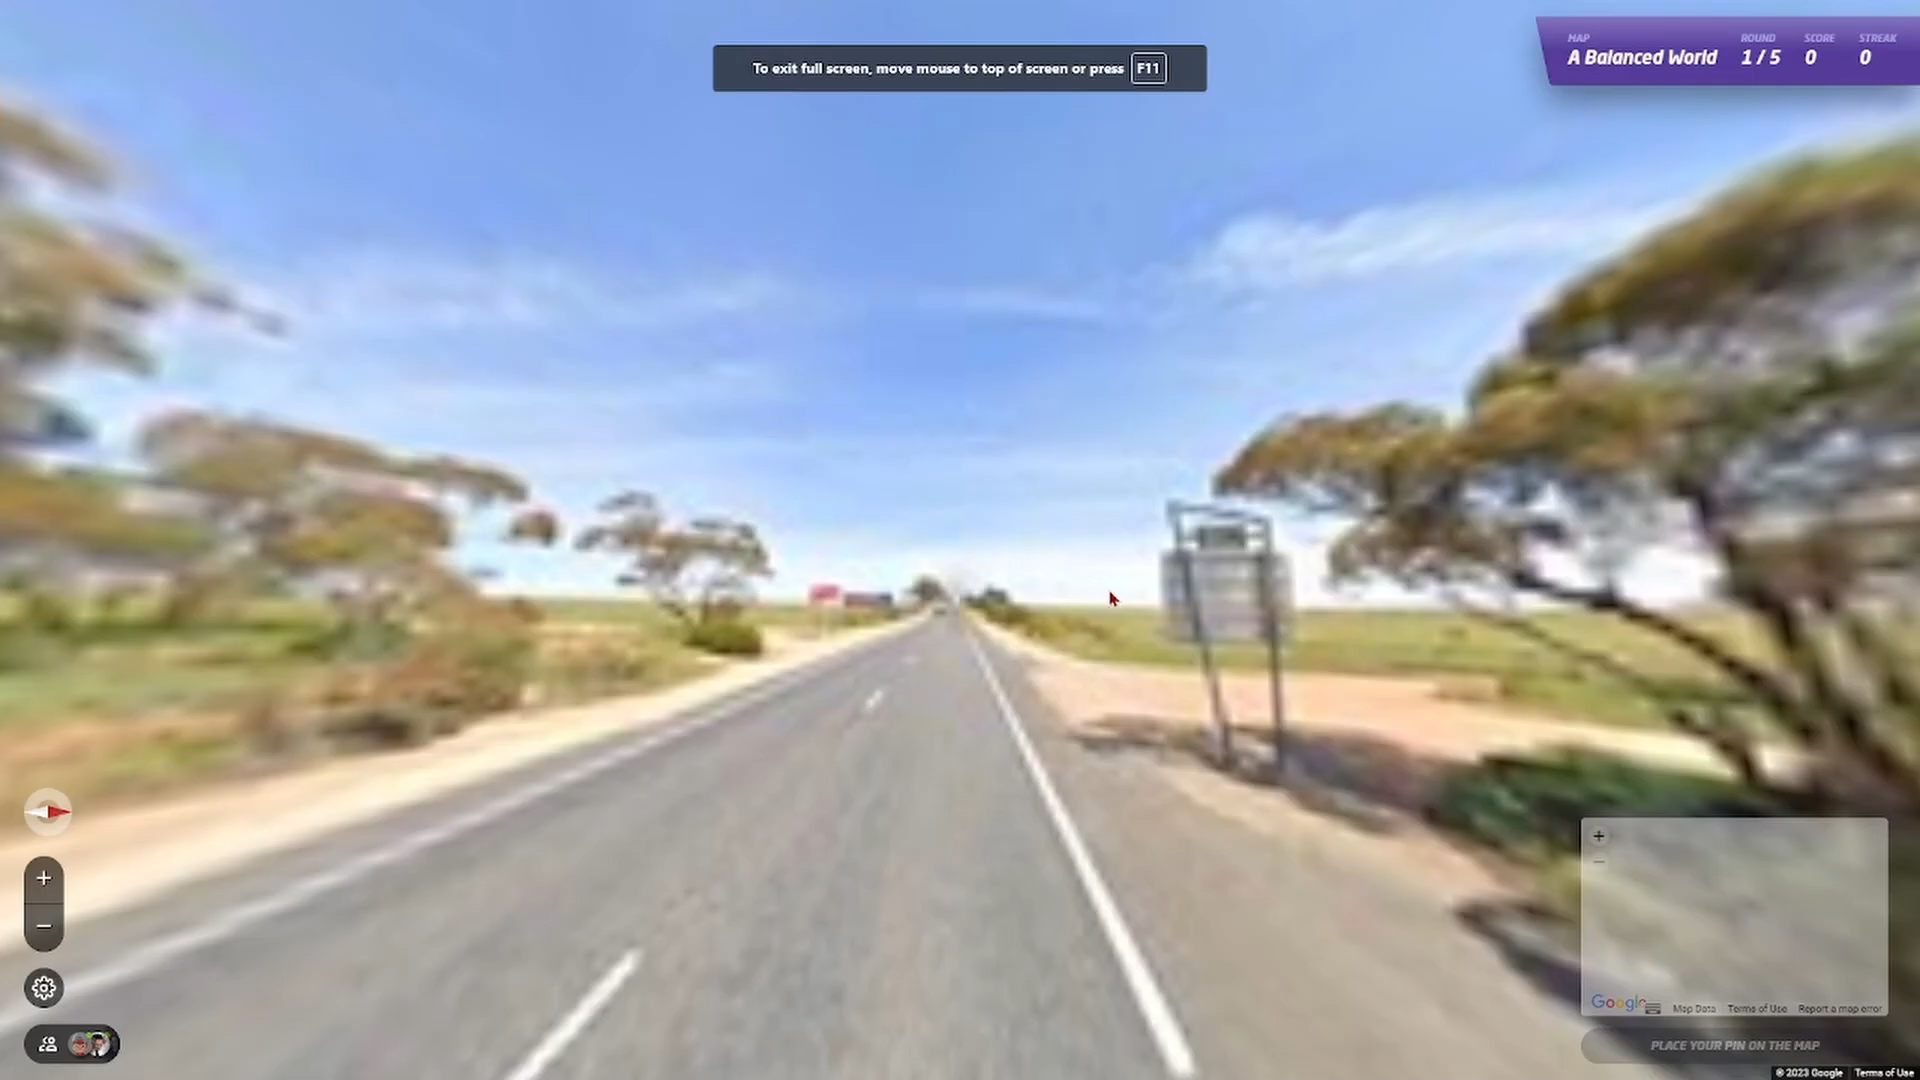 To exit full screen, move mouse to top of screen or press F11
MAP ROUND SCORE STREAK
A Balanced World 1 / 5 0 0
+
−
+
−
Google Map Data Terms of Use Report a map error
PLACE YOUR PIN ON THE MAP
© 2023 Google Terms of Use